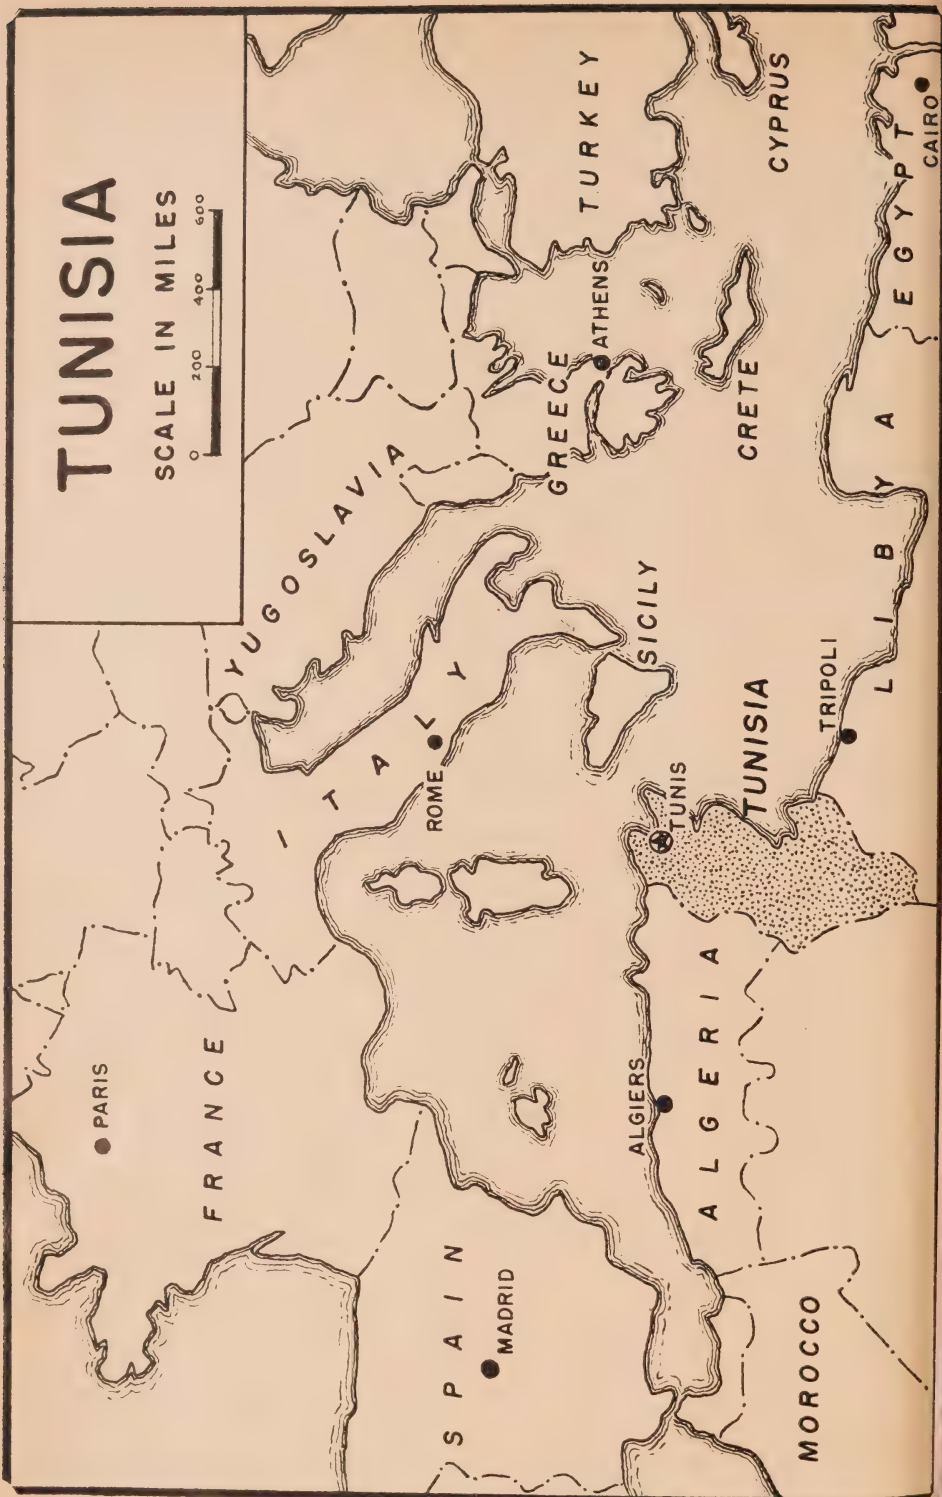 TUNISIA
SCALE IN MILES
0 200 400 600
PARIS
FRANCE
YUGOSLAVIA
ITALY
ROME
SPAIN
MADRID
GREECE
ATHENS
TURKEY
SICILY
CRETE
CYPRUS
TUNIS
TUNISIA
ALGIERS
ALGERIA
MOROCCO
TRIPOLI
LIBYA
EGYPT
CAIRO